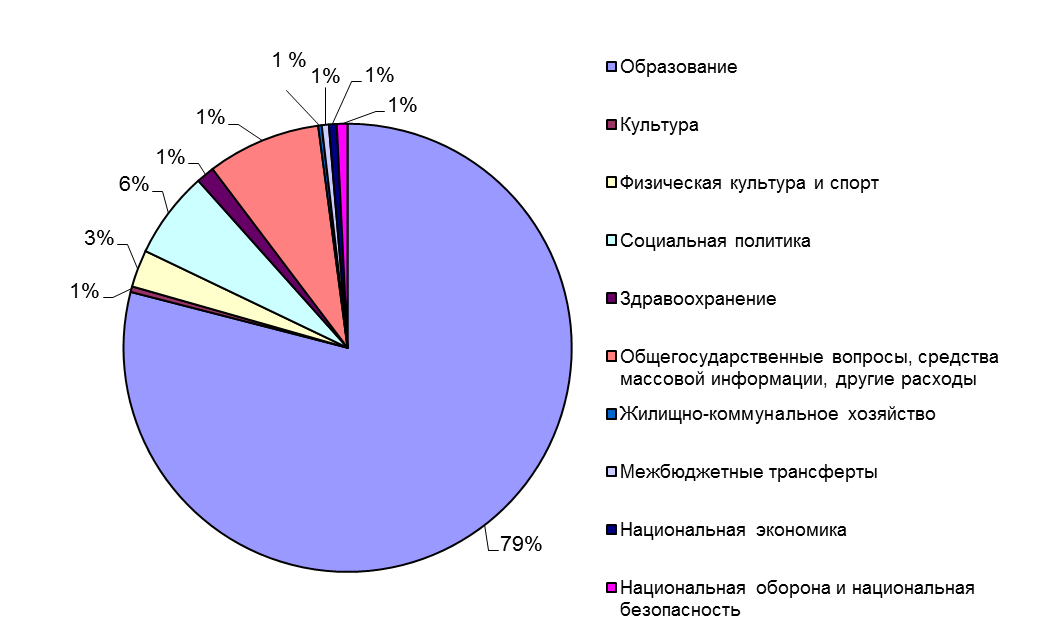 1 %
1%
1%
1%
1%
1%
6%
3%
1%
79%
Образование
Культура
Физическая культура и спорт
Социальная политика
Здравоохранение
Общегосударственные вопросы, средства
массовой информации, другие расходы
Жилищно-коммунальное хозяйство
Межбюджетные трансферты
Национальная экономика
Национальная оборона и национальная
безопасность